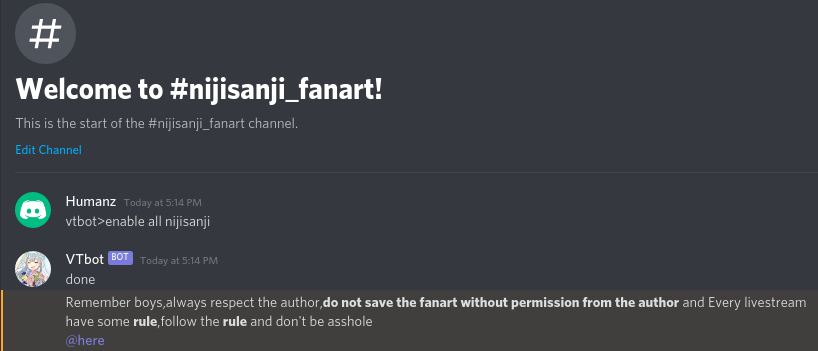 #
Welcome to #nijisanji_fanart!
This is the start of the #nijisanji_fanart channel.
Edit Channel
Humanz Today at 5:14 PM
vtbot>enable all nijisanji
VTbot BOT Today at 5:14 PM
done
Remember boys,always respect the author,do not save the fanart without permission from the author and Every livestream
have some rule,follow the rule and don't be asshole
@here